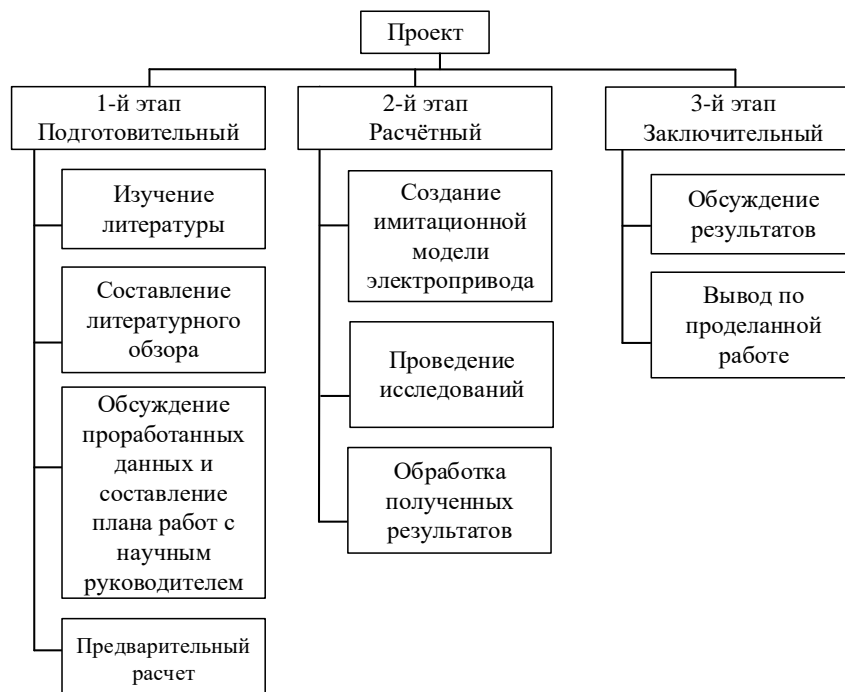 Проект
1-й этап
Подготовительный
Изучение
литературы
Составление
литературного
обзора
Обсуждение
проработанных
данных и
составление
плана работ с
научным
руководителем
Предварительный
расчет
2-й этап
Расчётный
Создание
имитационной
модели
электропривода
Проведение
исследований
Обработка
полученных
результатов
3-й этап
Заключительный
Обсуждение
результатов
Вывод по
проделанной
работе